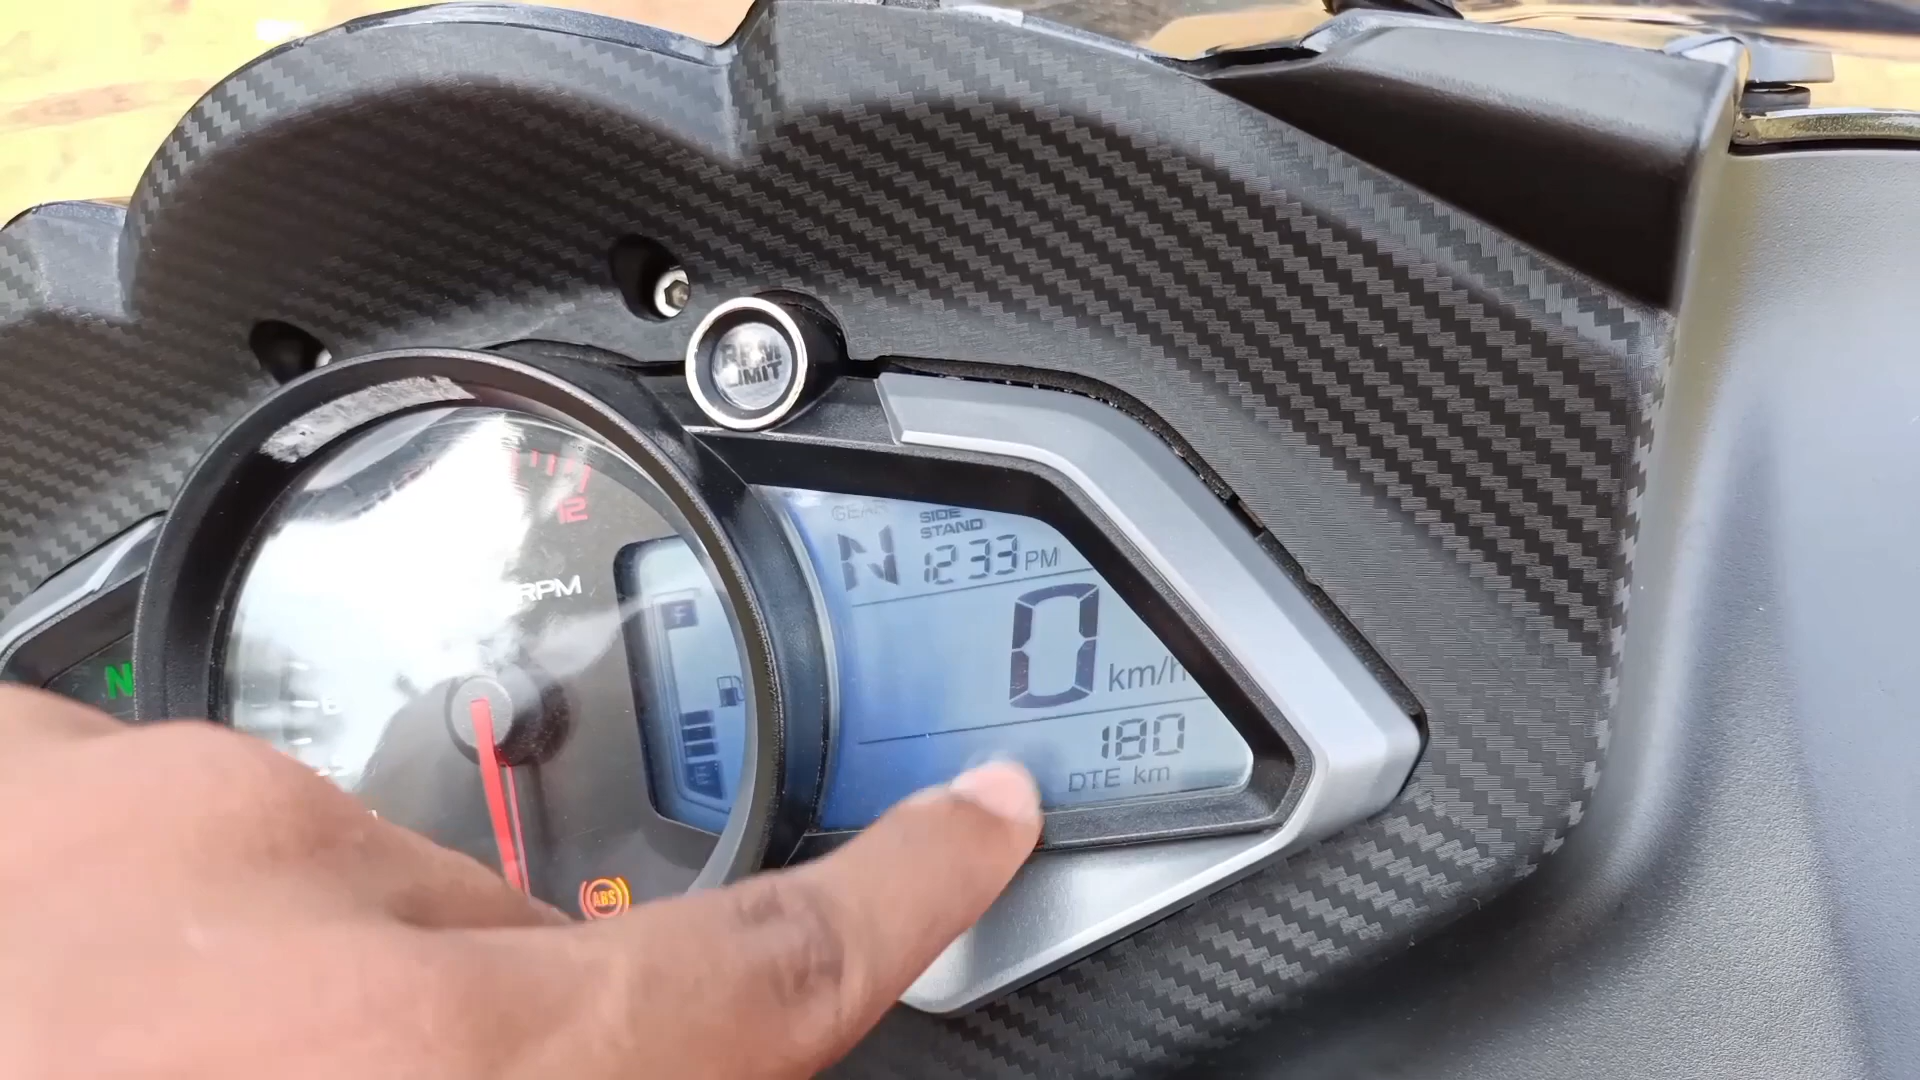 RPM
LIMIT
12
RPM
GEAR
SIDE
STAND
N
12 33 PM
F
0 km/h
N
180
DTE km
ABS